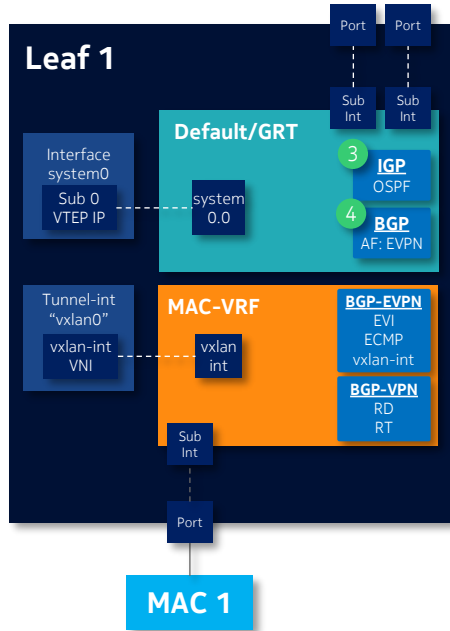 Port
Port
Leaf 1
Sub
Int
Sub
Int
Default/GRT
Interface
system0
Sub 0
VTEP IP
system
0.0
3
IGP
OSPF
4
BGP
AF: EVPN
Tunnel-int
“vxlan0”
vxlan-int
VNI
MAC-VRF
vxlan
int
BGP-EVPN
EVI
ECMP
vxlan-int
BGP-VPN
RD
RT
Sub
Int
Port
MAC 1